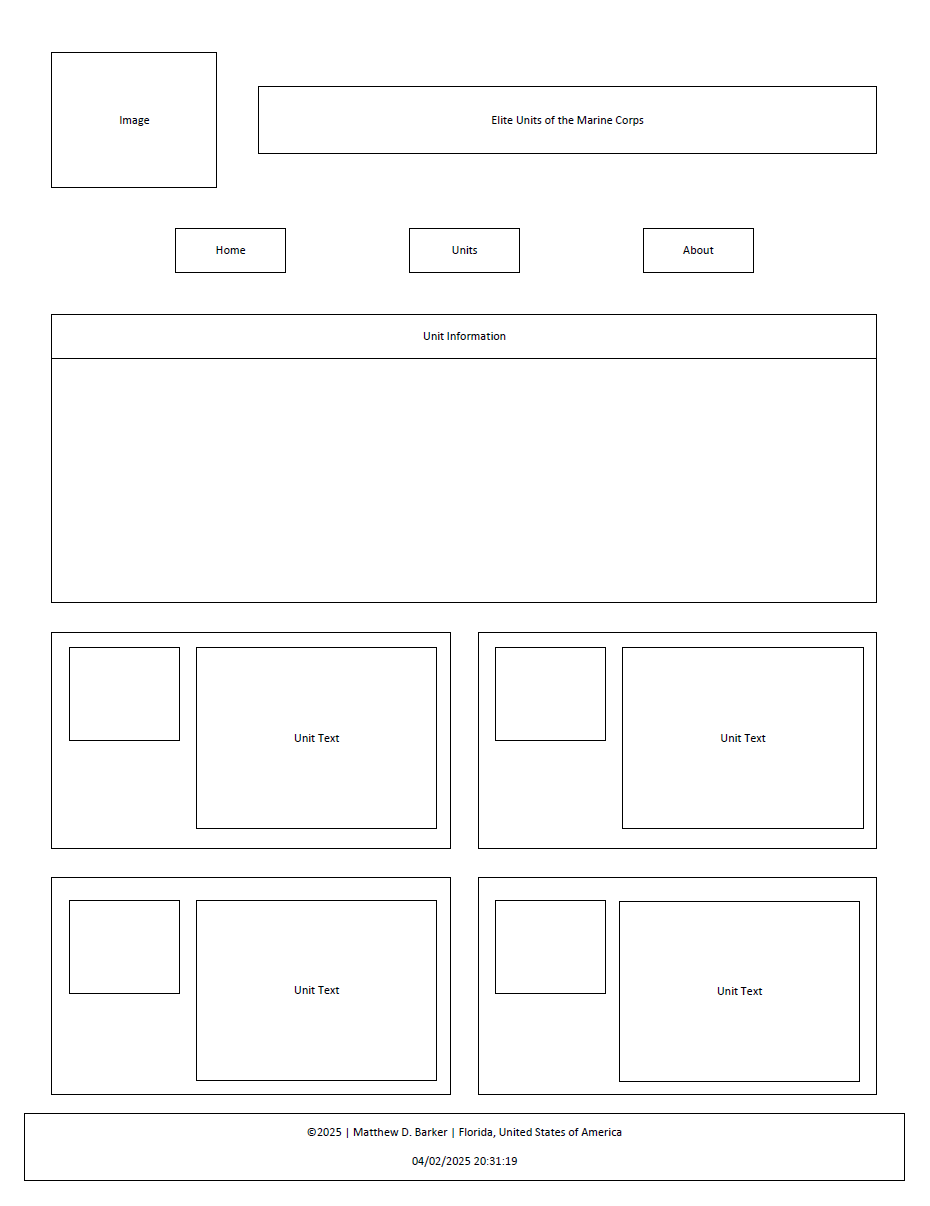 Image
Elite Units of the Marine Corps
Home
Units
About
Unit Information
Unit Text
Unit Text
Unit Text
Unit Text
©2025 | Matthew D. Barker | Florida, United States of America
04/02/2025 20:31:19